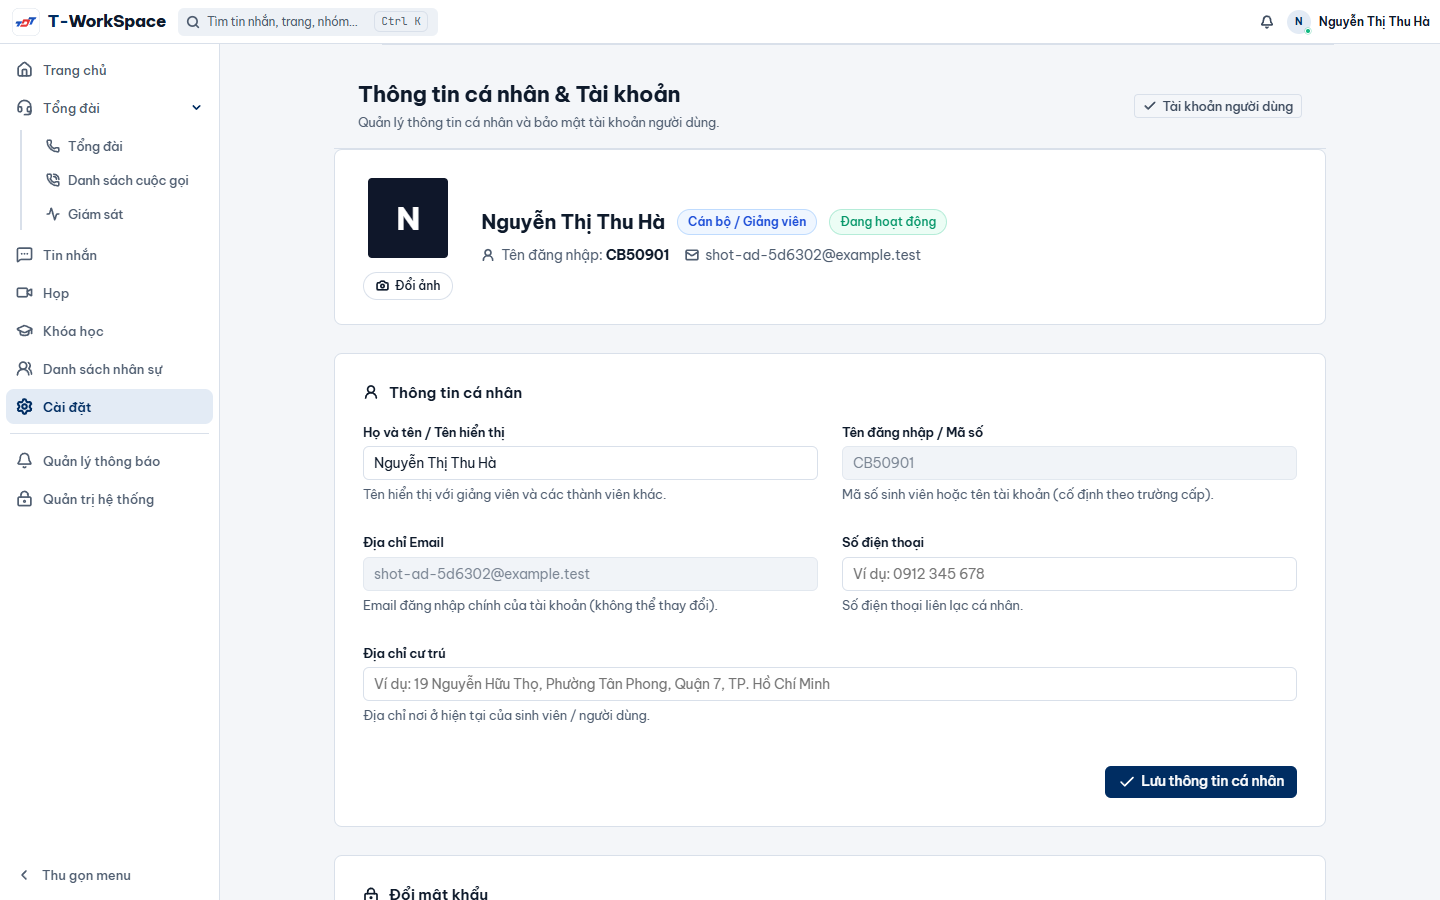 TDT T-WorkSpace
Tìm tin nhắn, trang, nhóm... Ctrl K
N Nguyễn Thị Thu Hà
Trang chủ
Tổng đài
Tổng đài
Danh sách cuộc gọi
Giám sát
Tin nhắn
Họp
Khóa học
Danh sách nhân sự
Cài đặt
Quản lý thông báo
Quản trị hệ thống
Thu gọn menu
Thông tin cá nhân & Tài khoản
Quản lý thông tin cá nhân và bảo mật tài khoản người dùng.
Tài khoản người dùng
N
Đổi ảnh
Nguyễn Thị Thu Hà Cán bộ / Giảng viên Đang hoạt động
Tên đăng nhập: CB50901 shot-ad-5d6302@example.test
Thông tin cá nhân
Họ và tên / Tên hiển thị
Nguyễn Thị Thu Hà
Tên hiển thị với giảng viên và các thành viên khác.
Tên đăng nhập / Mã số
CB50901
Mã số sinh viên hoặc tên tài khoản (cố định theo trường cấp).
Địa chỉ Email
shot-ad-5d6302@example.test
Email đăng nhập chính của tài khoản (không thể thay đổi).
Số điện thoại
Ví dụ: 0912 345 678
Số điện thoại liên lạc cá nhân.
Địa chỉ cư trú
Ví dụ: 19 Nguyễn Hữu Thọ, Phường Tân Phong, Quận 7, TP. Hồ Chí Minh
Địa chỉ nơi ở hiện tại của sinh viên / người dùng.
Lưu thông tin cá nhân
Đổi mật khẩu